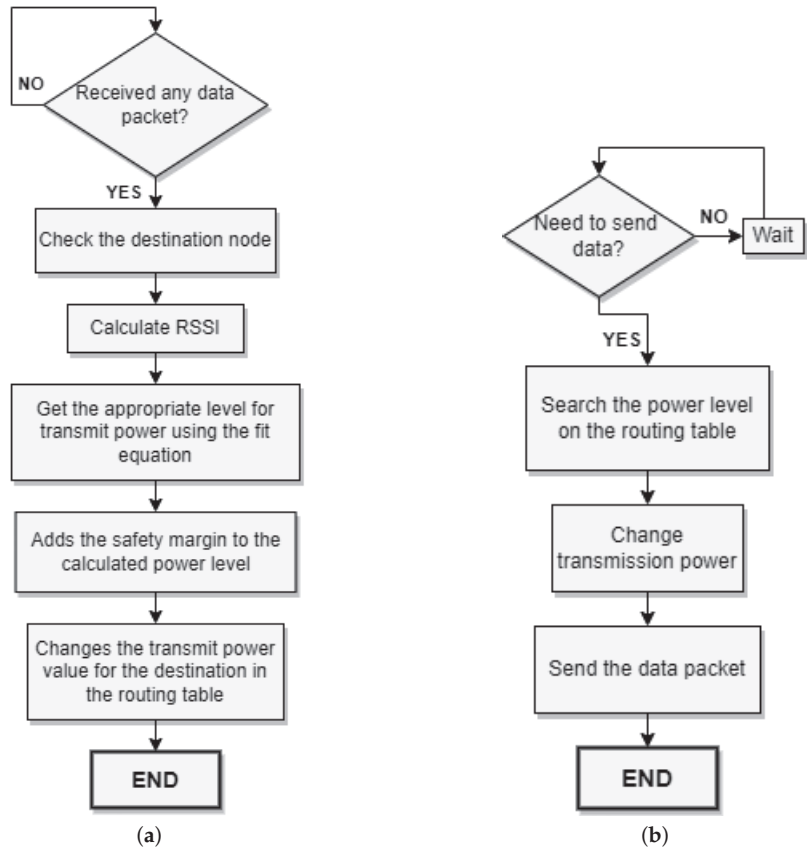 NO
Received any data
packet?
YES
Check the destination node
Calculate RSSI
Get the appropriate level for
transmit power using the fit
equation
Adds the safety margin to the
calculated power level
Changes the transmit power
value for the destination in
the routing table
END
(a)
Need to send
data?
NO
Wait
YES
Search the power level
on the routing table
Change
transmission power
Send the data packet
END
(b)